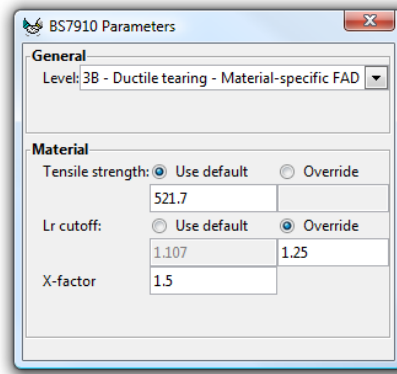 BS7910 Parameters
General
Level: 3B - Ductile tearing - Material-specific FAD
Material
Tensile strength: Use default Override
521.7
Lr cutoff: Use default Override
1.107 1.25
X-factor 1.5